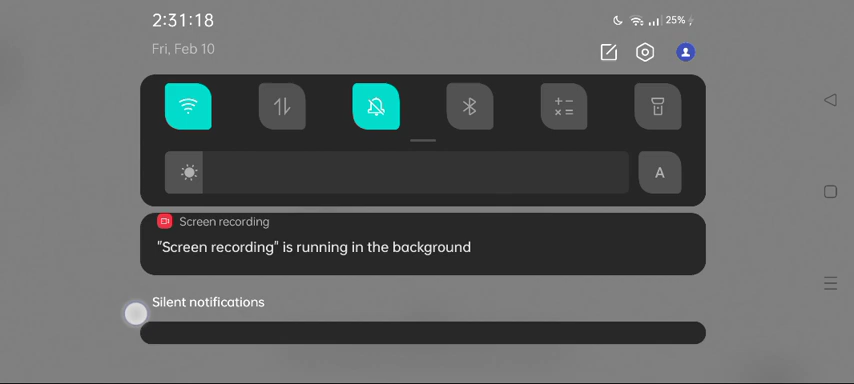 2:31:18
25%
Fri, Feb 10
A
Screen recording
"Screen recording" is running in the background
Silent notifications